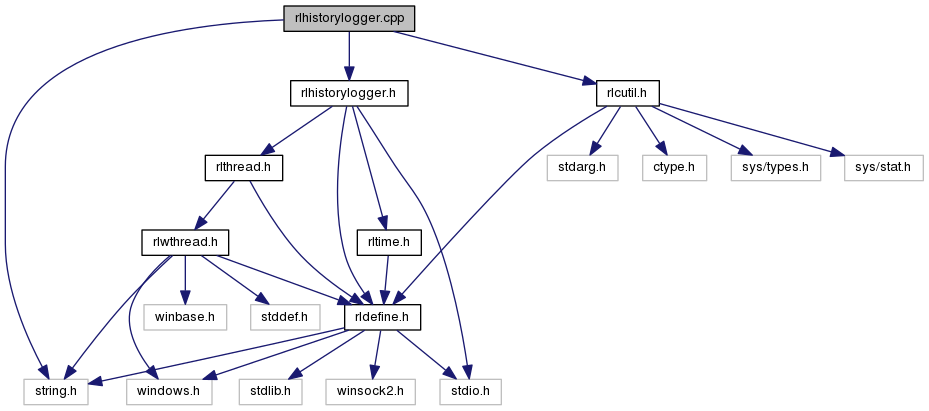 rlhistorylogger.cpp
rlhistorylogger.h
rlcutil.h
rlthread.h
stdarg.h
ctype.h
sys/types.h
sys/stat.h
rlwthread.h
rltime.h
winbase.h
stddef.h
rldefine.h
string.h
windows.h
stdlib.h
winsock2.h
stdio.h